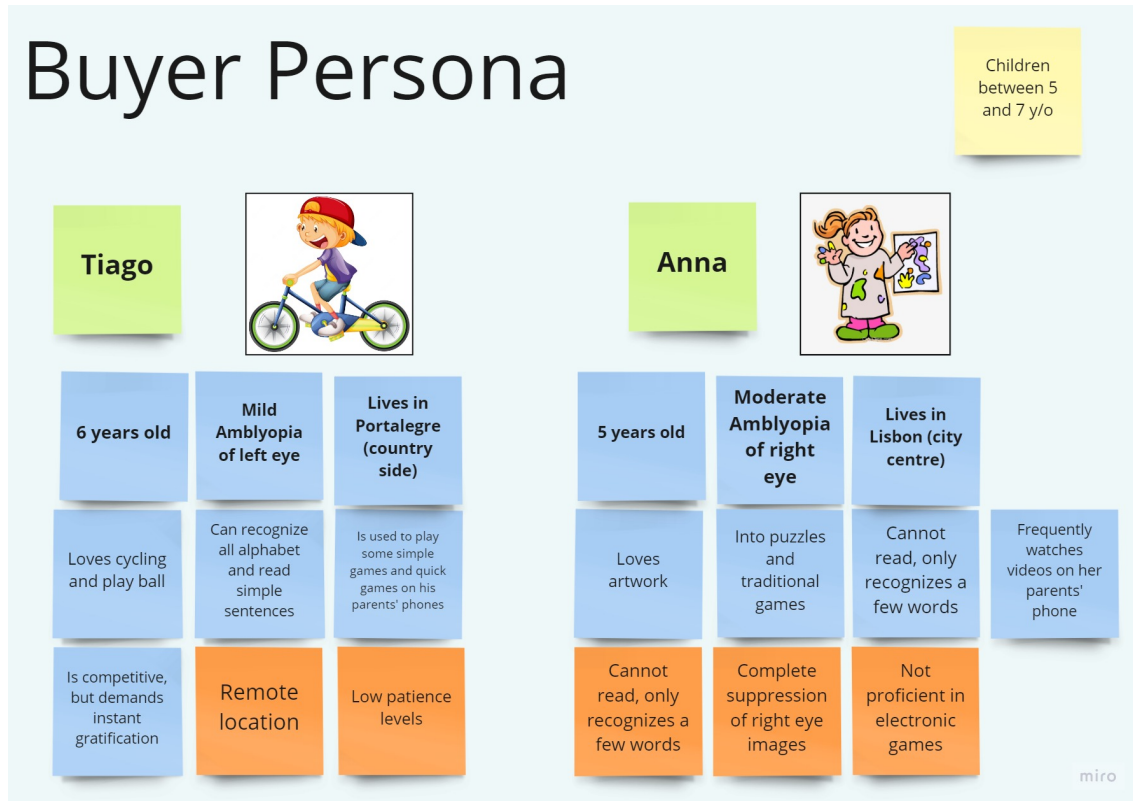 Buyer Persona
Children
between 5
and 7 y/o
Tiago
6 years old
Mild
Amblyopia
of left eye
Lives in
Portalegre
(country
side)
Loves cycling
and play ball
Can recognize
all alphabet
and read
simple
sentences
Is used to play
some simple
games and quick
games on his
parents' phones
Is competitive,
but demands
instant
gratification
Remote
location
Low patience
levels
Anna
5 years old
Moderate
Amblyopia
of right
eye
Lives in
Lisbon (city
centre)
Loves
artwork
Into puzzles
and
traditional
games
Cannot
read, only
recognizes a
few words
Frequently
watches
videos on her
parents'
phone
Cannot
read, only
recognizes a
few words
Complete
suppression
of right eye
images
Not
proficient in
electronic
games
miro